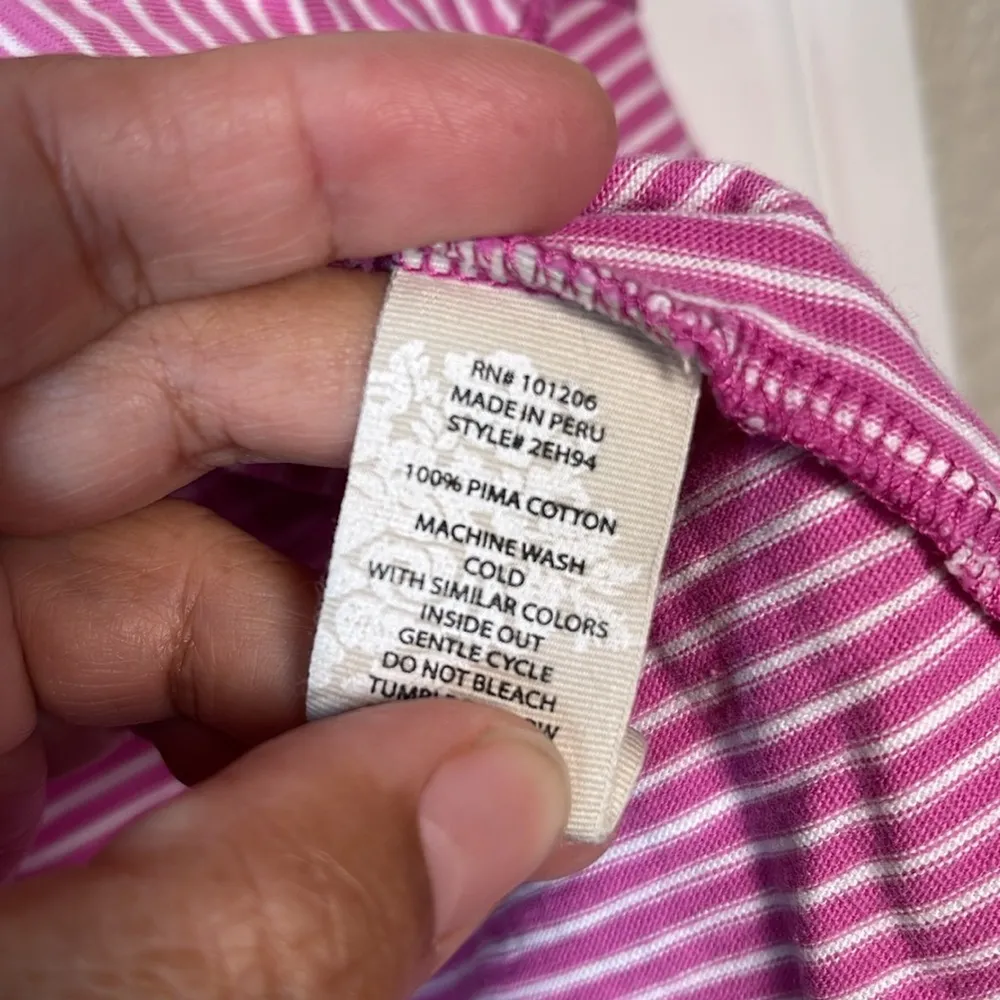 RN# 101206
MADE IN PERU
STYLE# 2EH94
100% PIMA COTTON
MACHINE WASH
COLD
WITH SIMILAR COLORS
INSIDE OUT
GENTLE CYCLE
DO NOT BLEACH